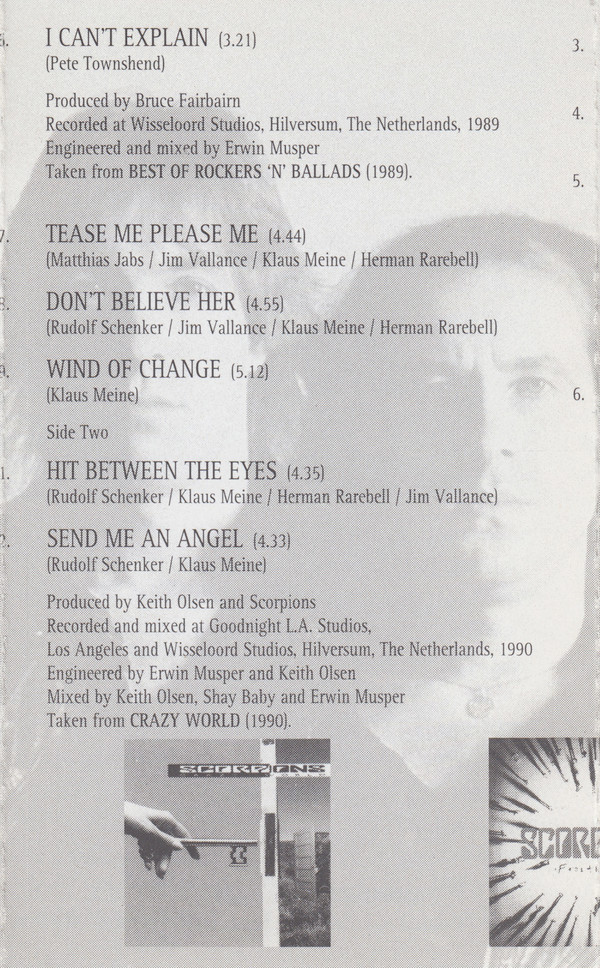 I CAN'T EXPLAIN (3.21)
(Pete Townshend)
Produced by Bruce Fairbairn
Recorded at Wisseloord Studios, Hilversum, The Netherlands, 1989
Engineered and mixed by Erwin Musper
Taken from BEST OF ROCKERS 'N' BALLADS (1989).
7. TEASE ME PLEASE ME (4.44)
(Matthias Jabs / Jim Vallance / Klaus Meine / Herman Rarebell)
8. DON'T BELIEVE HER (4.55)
(Rudolf Schenker / Jim Vallance / Klaus Meine / Herman Rarebell)
9. WIND OF CHANGE (5.12)
(Klaus Meine)
Side Two
1. HIT BETWEEN THE EYES (4.35)
(Rudolf Schenker / Klaus Meine / Herman Rarebell / Jim Vallance)
2. SEND ME AN ANGEL (4.33)
(Rudolf Schenker / Klaus Meine)
Produced by Keith Olsen and Scorpions
Recorded and mixed at Goodnight L.A. Studios,
Los Angeles and Wisseloord Studios, Hilversum, The Netherlands, 1990
Engineered by Erwin Musper and Keith Olsen
Mixed by Keith Olsen, Shay Baby and Erwin Musper
Taken from CRAZY WORLD (1990).
SCORPIONS
3.
4.
5.
6.
SCORP